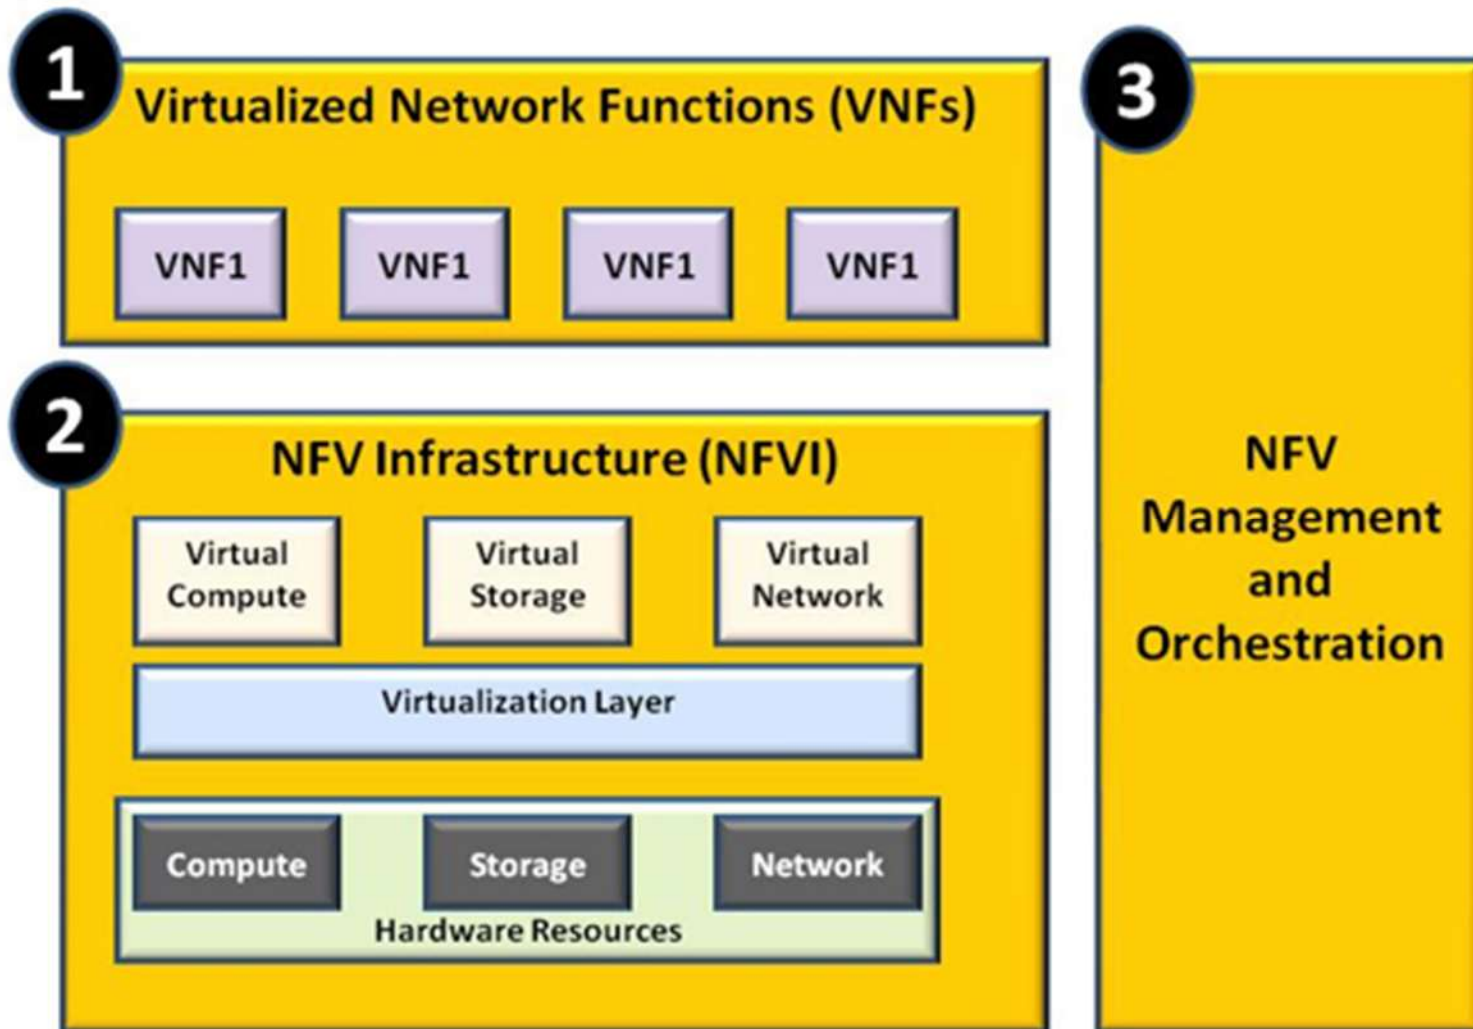 1
Virtualized Network Functions (VNFs)
VNF1 VNF1 VNF1 VNF1
2
NFV Infrastructure (NFVI)
Virtual
Compute
Virtual
Storage
Virtual
Network
Virtualization Layer
Compute Storage Network
Hardware Resources
3
NFV
Management
and
Orchestration